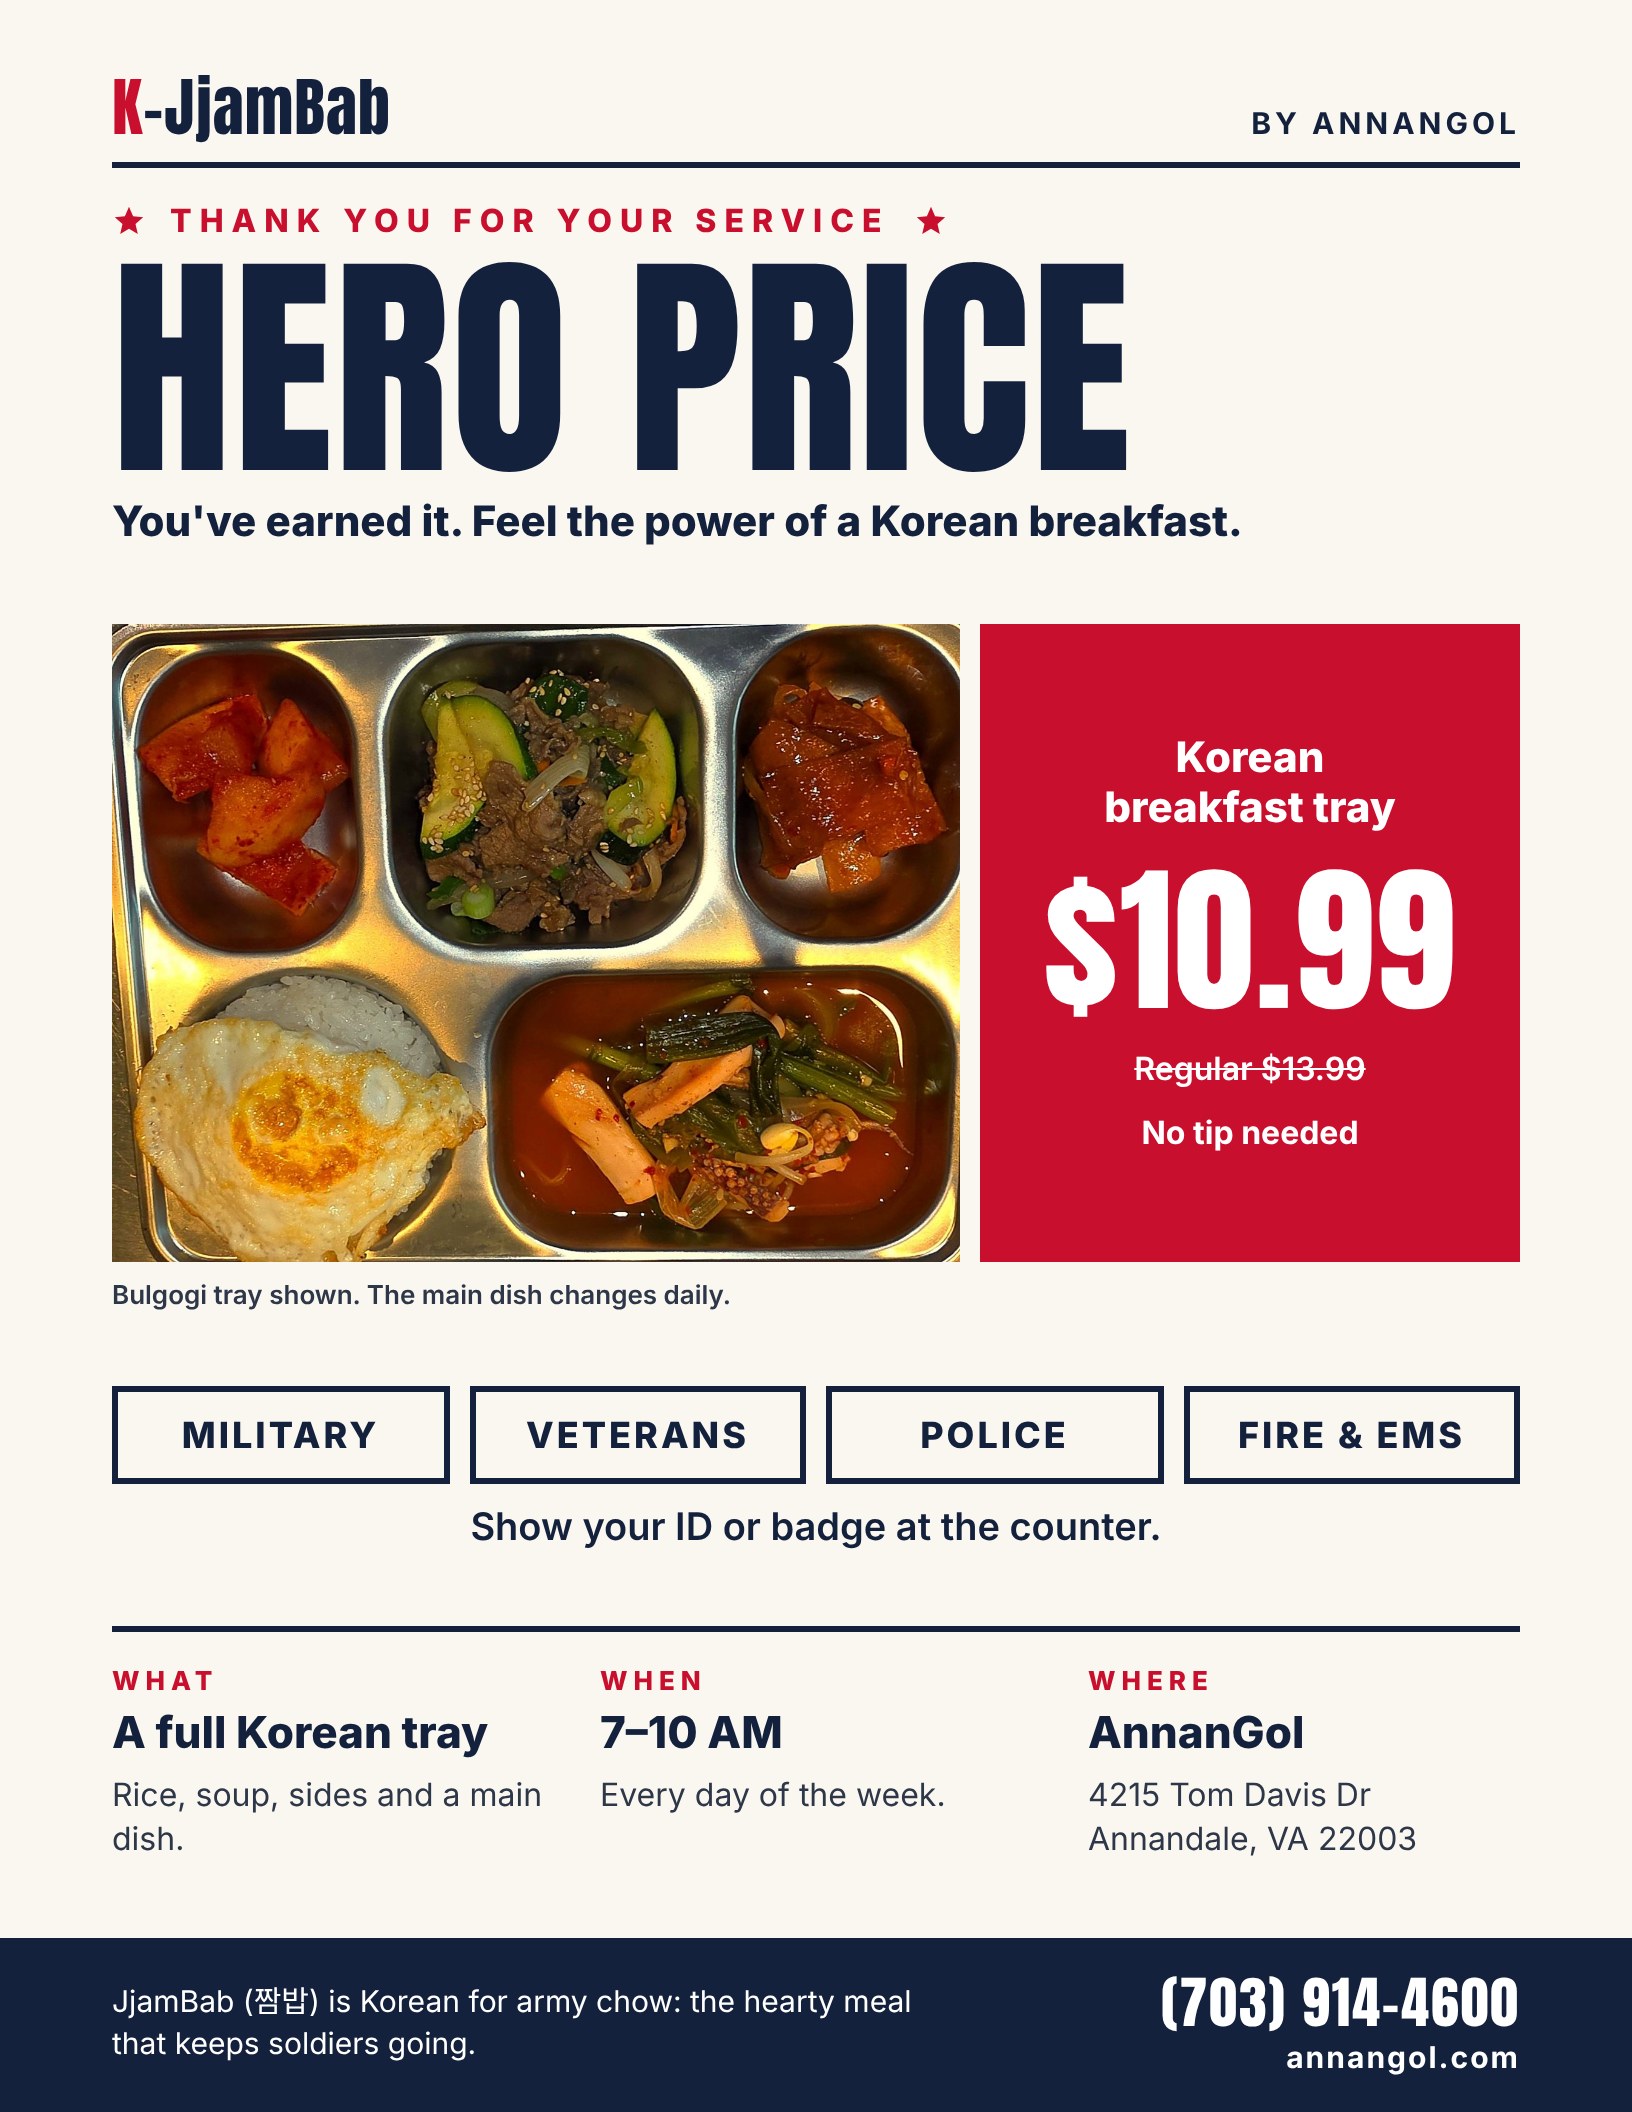 K-JjamBab
BY ANNANGOL
★ THANK YOU FOR YOUR SERVICE ★
HERO PRICE
You've earned it. Feel the power of a Korean breakfast.
Korean
breakfast tray
$10.99
Regular $13.99
No tip needed
Bulgogi tray shown. The main dish changes daily.
MILITARY
VETERANS
POLICE
FIRE & EMS
Show your ID or badge at the counter.
WHAT
A full Korean tray
Rice, soup, sides and a main
dish.
WHEN
7–10 AM
Every day of the week.
WHERE
AnnanGol
4215 Tom Davis Dr
Annandale, VA 22003
JjamBab (짬밥) is Korean for army chow: the hearty meal
that keeps soldiers going.
(703) 914-4600
annangol.com